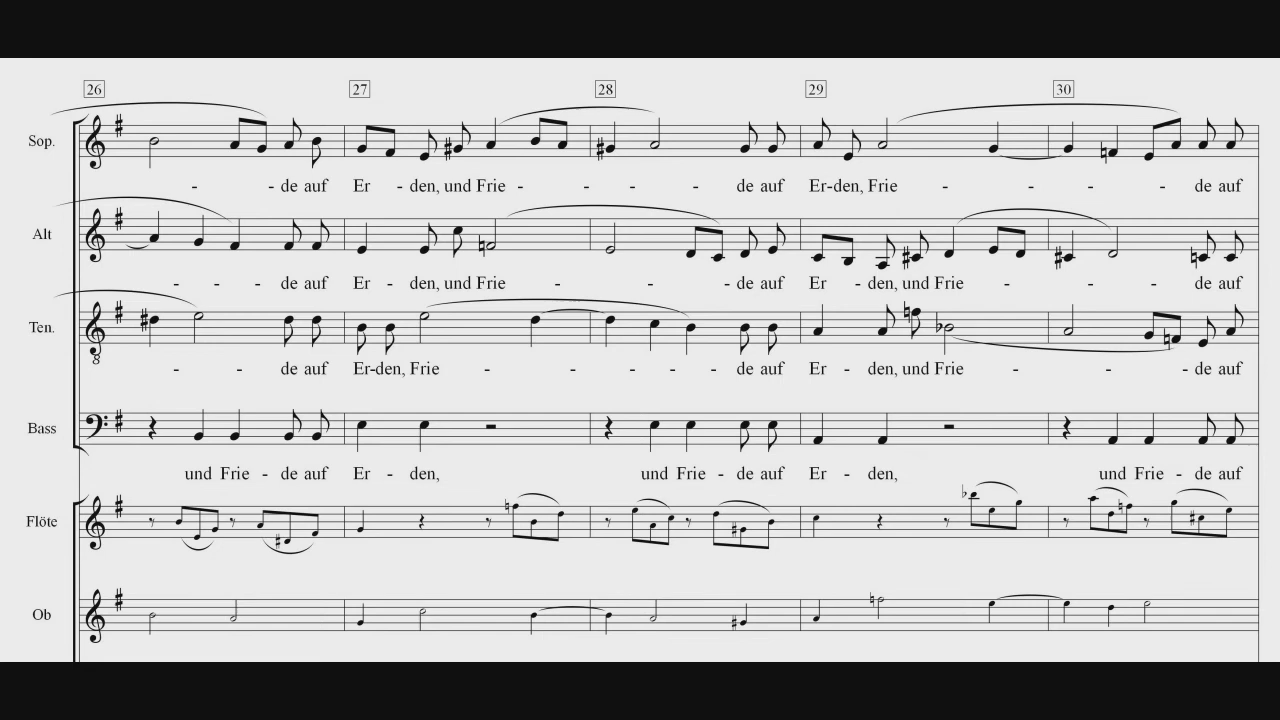 26 27 28 29 30
Sop.
- - de auf Er - den, und Frie - - - de auf Er-den, Frie - - - - de auf
Alt
- - - de auf Er - den, und Frie - - - de auf Er - den, und Frie - - - de auf
Ten.
8
- - de auf Er-den, Frie - - - - de auf Er - den, und Frie - - - de auf
Bass
und Frie - de auf Er - den, und Frie - de auf Er - den, und Frie - de auf
Flöte
Ob